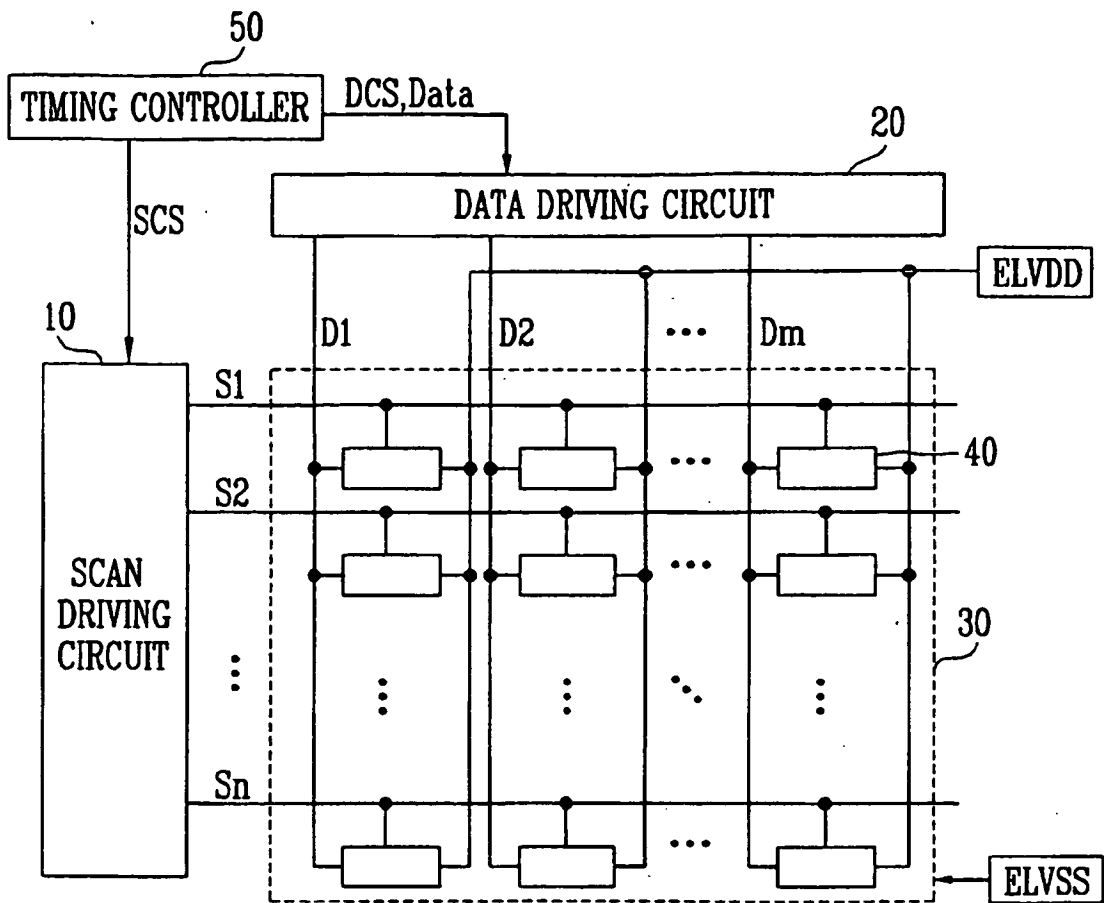 50
TIMING CONTROLLER
DCS,Data
20
DATA DRIVING CIRCUIT
SCS
ELVDD
10
D1
D2
Dm
S1
40
S2
SCAN
DRIVING
CIRCUIT
30
Sn
ELVSS